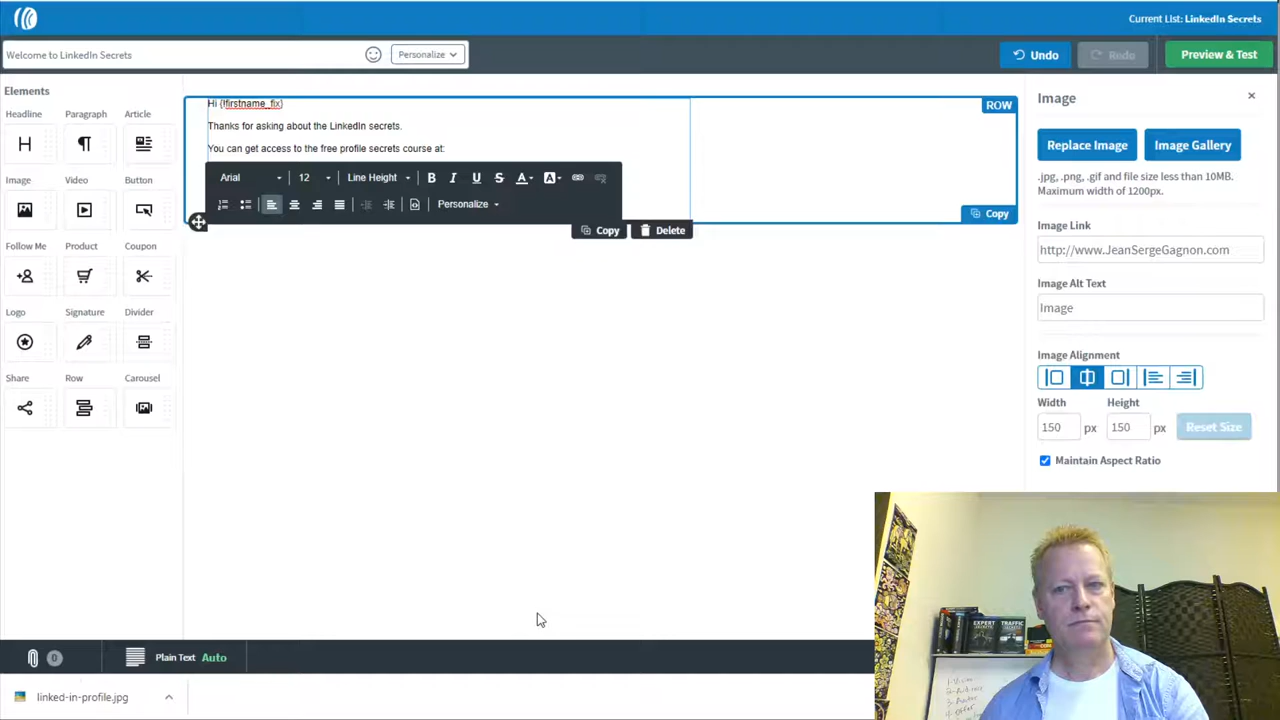 Current List: LinkedIn Secrets
Welcome to LinkedIn Secrets
Personalize
Undo
Redo
Preview & Test
Elements
Headline
Paragraph
Article
Image
Video
Button
Follow Me
Product
Coupon
Logo
Signature
Divider
Share
Row
Carousel
Hi {!firstname_fix}
Thanks for asking about the LinkedIn secrets.
You can get access to the free profile secrets course at:
ROW
Arial
12
Line Height
B
I
U
S
A
A
Personalize
Copy
Copy
Delete
Image
Replace Image
Image Gallery
.jpg, .png, .gif and file size less than 10MB.
Maximum width of 1200px.
Image Link
http://www.JeanSergeGagnon.com
Image Alt Text
Image
Image Alignment
Width
Height
150 px
150 px
Reset Size
Maintain Aspect Ratio
0
Plain Text Auto
linked-in-profile.jpg
EXPERT
SECRETS
TRAFFIC
SECRETS